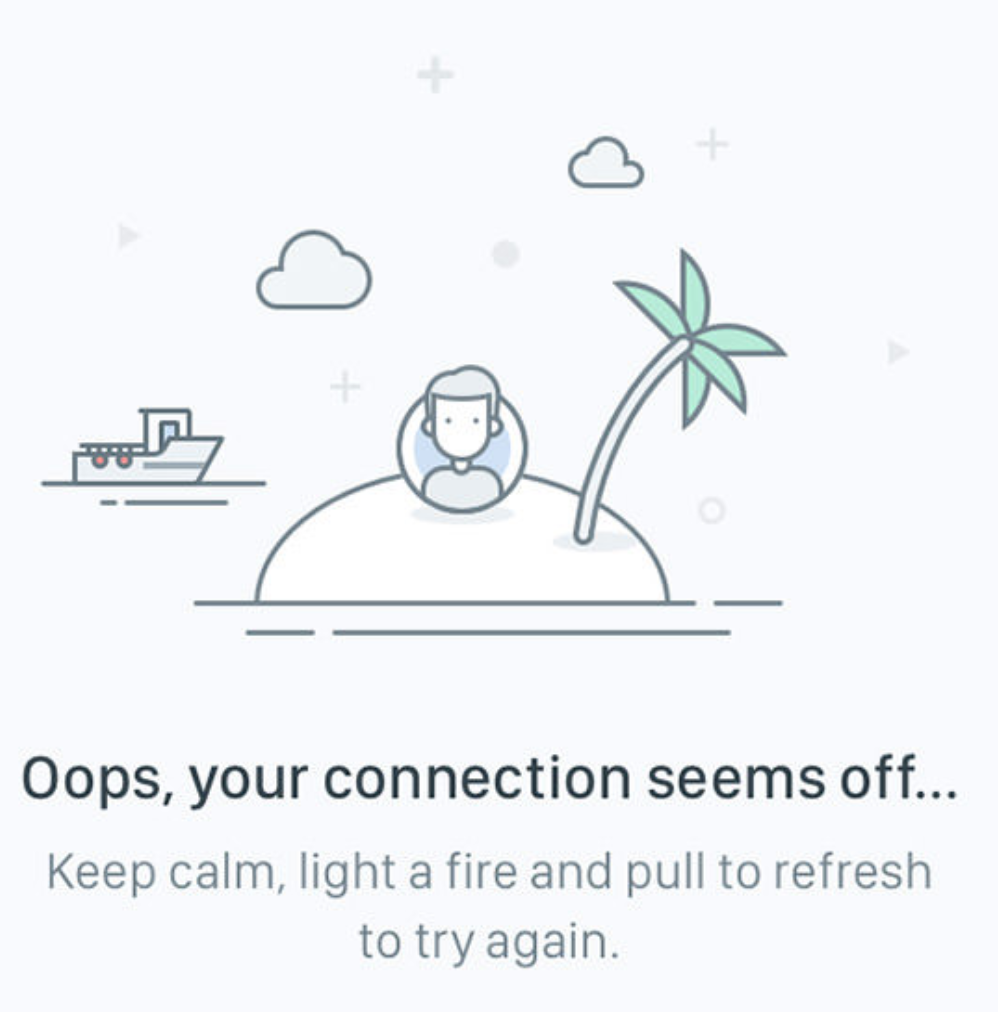 Oops, your connection seems off...
Keep calm, light a fire and pull to refresh
to try again.